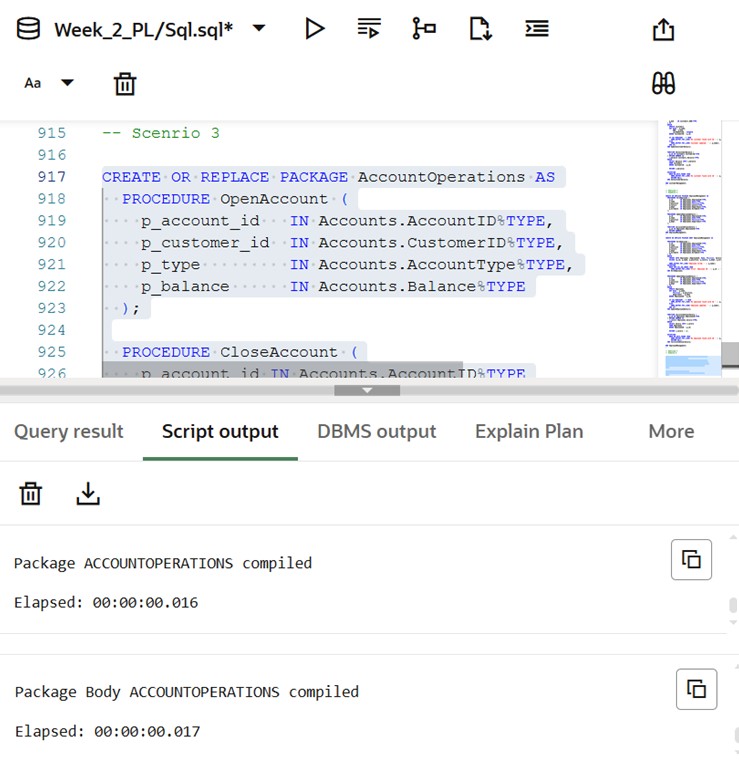 Week_2_PL/Sql.sql*
Aa
915 -- Scenrio 3
916
917 CREATE OR REPLACE PACKAGE AccountOperations AS
918 PROCEDURE OpenAccount (
919 p_account_id IN Accounts.AccountID%TYPE,
920 p_customer_id IN Accounts.CustomerID%TYPE,
921 p_type IN Accounts.AccountType%TYPE,
922 p_balance IN Accounts.Balance%TYPE
923 );
924
925 PROCEDURE CloseAccount (
926 p_account_id IN Accounts.AccountID%TYPE
Query result Script output DBMS output Explain Plan More
Package ACCOUNTOPERATIONS compiled
Elapsed: 00:00:00.016
Package Body ACCOUNTOPERATIONS compiled
Elapsed: 00:00:00.017